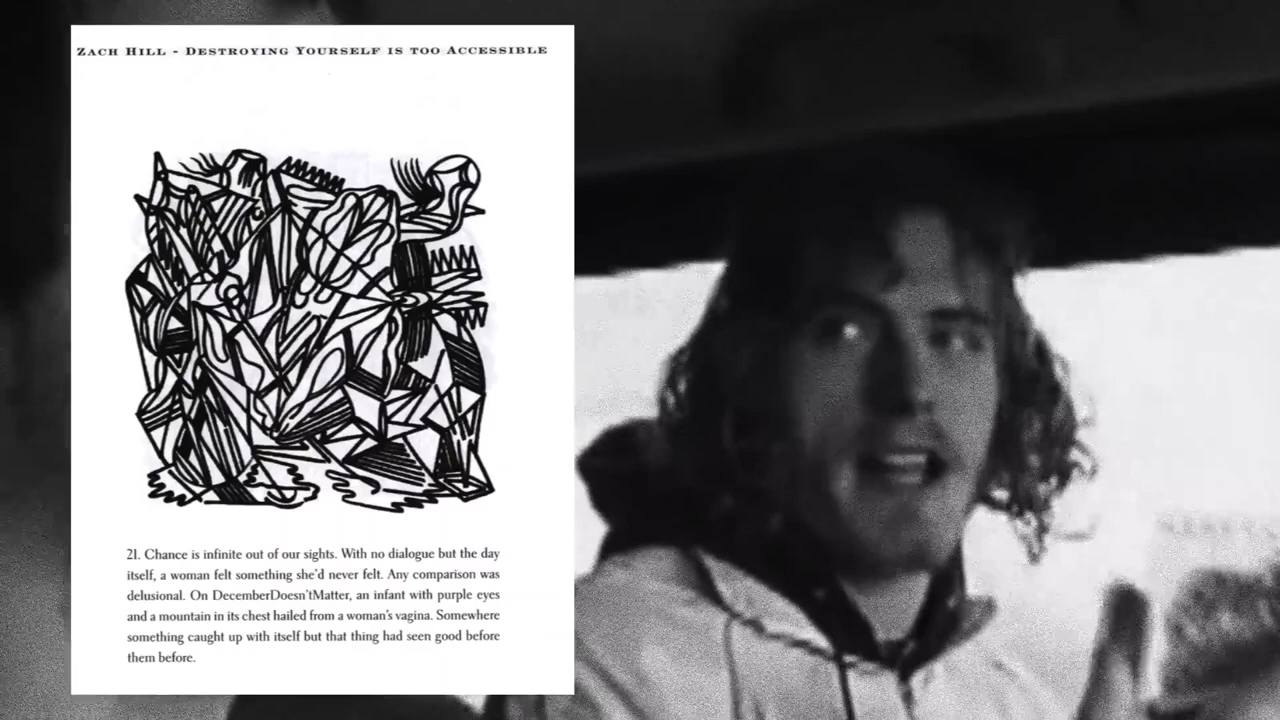 Zach Hill - Destroying Yourself is too Accessible
21. Chance is infinite out of our sights. With no dialogue but the day
itself, a woman felt something she'd never felt. Any comparison was
delusional. On DecemberDoesn'tMatter, an infant with purple eyes
and a mountain in its chest hailed from a woman's vagina. Somewhere
something caught up with itself but that thing had seen good before
them before.